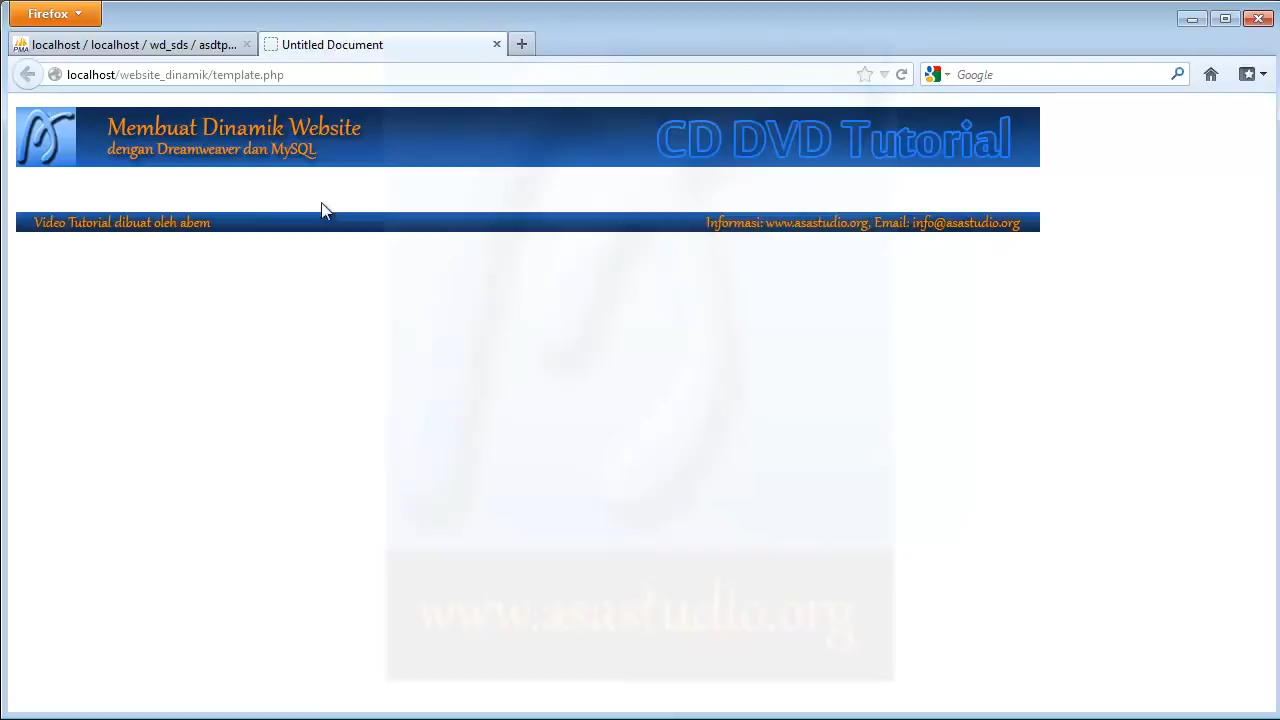 Firefox
localhost / localhost / wd_sds / asdtp...
Untitled Document
localhost/website_dinamik/template.php
Google
Membuat Dinamik Website
dengan Dreamweaver dan MySQL
CD DVD Tutorial
Video Tutorial dibuat oleh abem
Informasi: www.asastudio.org, Email: info@asastudio.org
www.asastudio.org